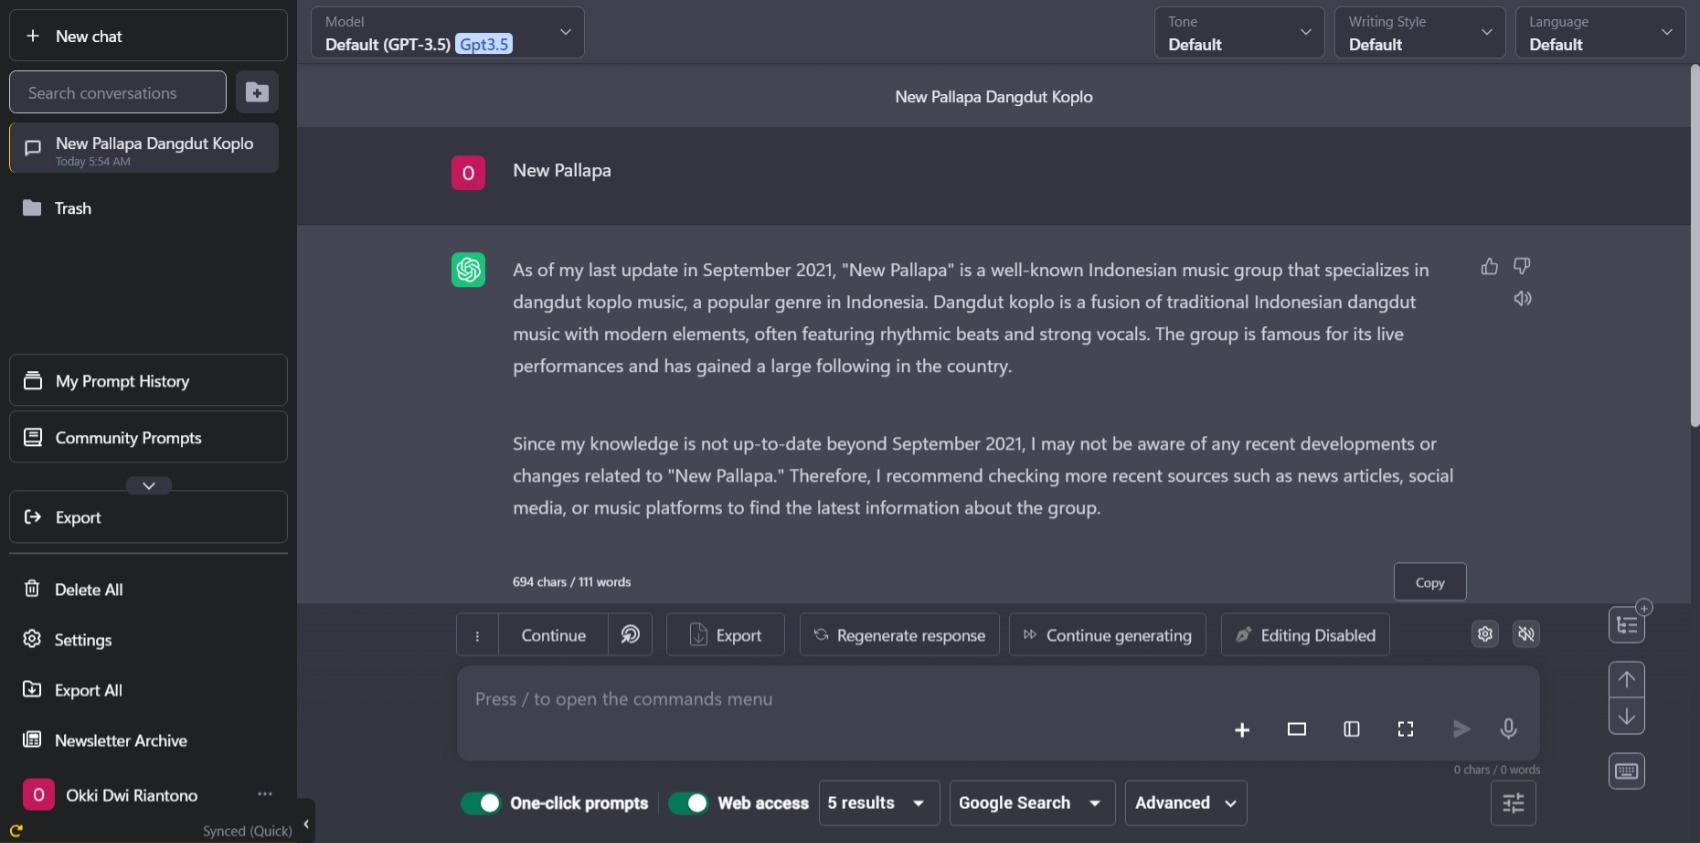 New chat
Search conversations
New Pallapa Dangdut Koplo
Today 5:54 AM
Trash
My Prompt History
Community Prompts
Export
Delete All
Settings
Export All
Newsletter Archive
O
Okki Dwi Riantono
Synced (Quick)
Model
Default (GPT-3.5) Gpt3.5
Tone
Default
Writing Style
Default
Language
Default
New Pallapa Dangdut Koplo
O
New Pallapa
As of my last update in September 2021, "New Pallapa" is a well-known Indonesian music group that specializes in
dangdut koplo music, a popular genre in Indonesia. Dangdut koplo is a fusion of traditional Indonesian dangdut
music with modern elements, often featuring rhythmic beats and strong vocals. The group is famous for its live
performances and has gained a large following in the country.
Since my knowledge is not up-to-date beyond September 2021, I may not be aware of any recent developments or
changes related to "New Pallapa." Therefore, I recommend checking more recent sources such as news articles, social
media, or music platforms to find the latest information about the group.
694 chars / 111 words
Copy
Continue
Export
Regenerate response
Continue generating
Editing Disabled
Press / to open the commands menu
0 chars / 0 words
One-click prompts
Web access
5 results
Google Search
Advanced